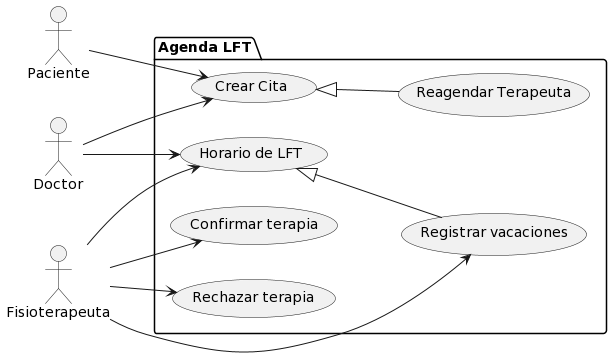 Agenda LFT
Paciente
Crear Cita
Reagendar Terapeuta
Doctor
Horario de LFT
Confirmar terapia
Registrar vacaciones
Fisioterapeuta
Rechazar terapia